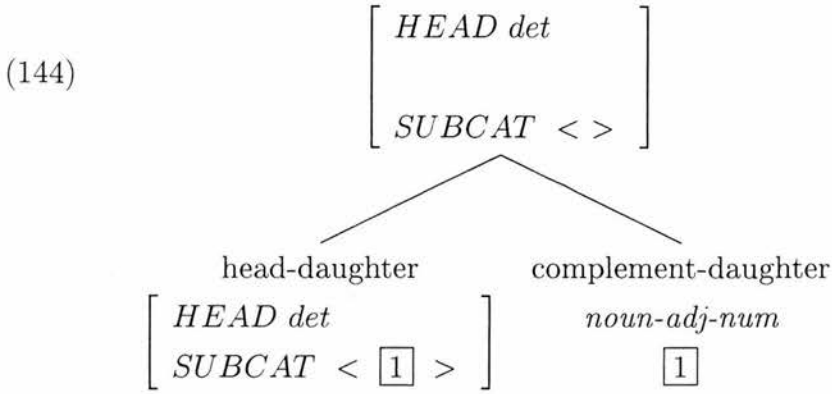 (144)
HEAD det
SUBCAT < >
head-daughter complement-daughter
HEAD det noun-adj-num
SUBCAT < 1 > 1